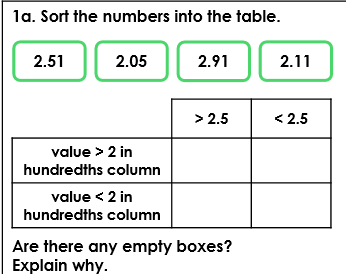 1a. Sort the numbers into the table.
2.51 2.05 2.91 2.11
> 2.5 < 2.5
value > 2 in
hundredths column
value < 2 in
hundredths column
Are there any empty boxes?
Explain why.